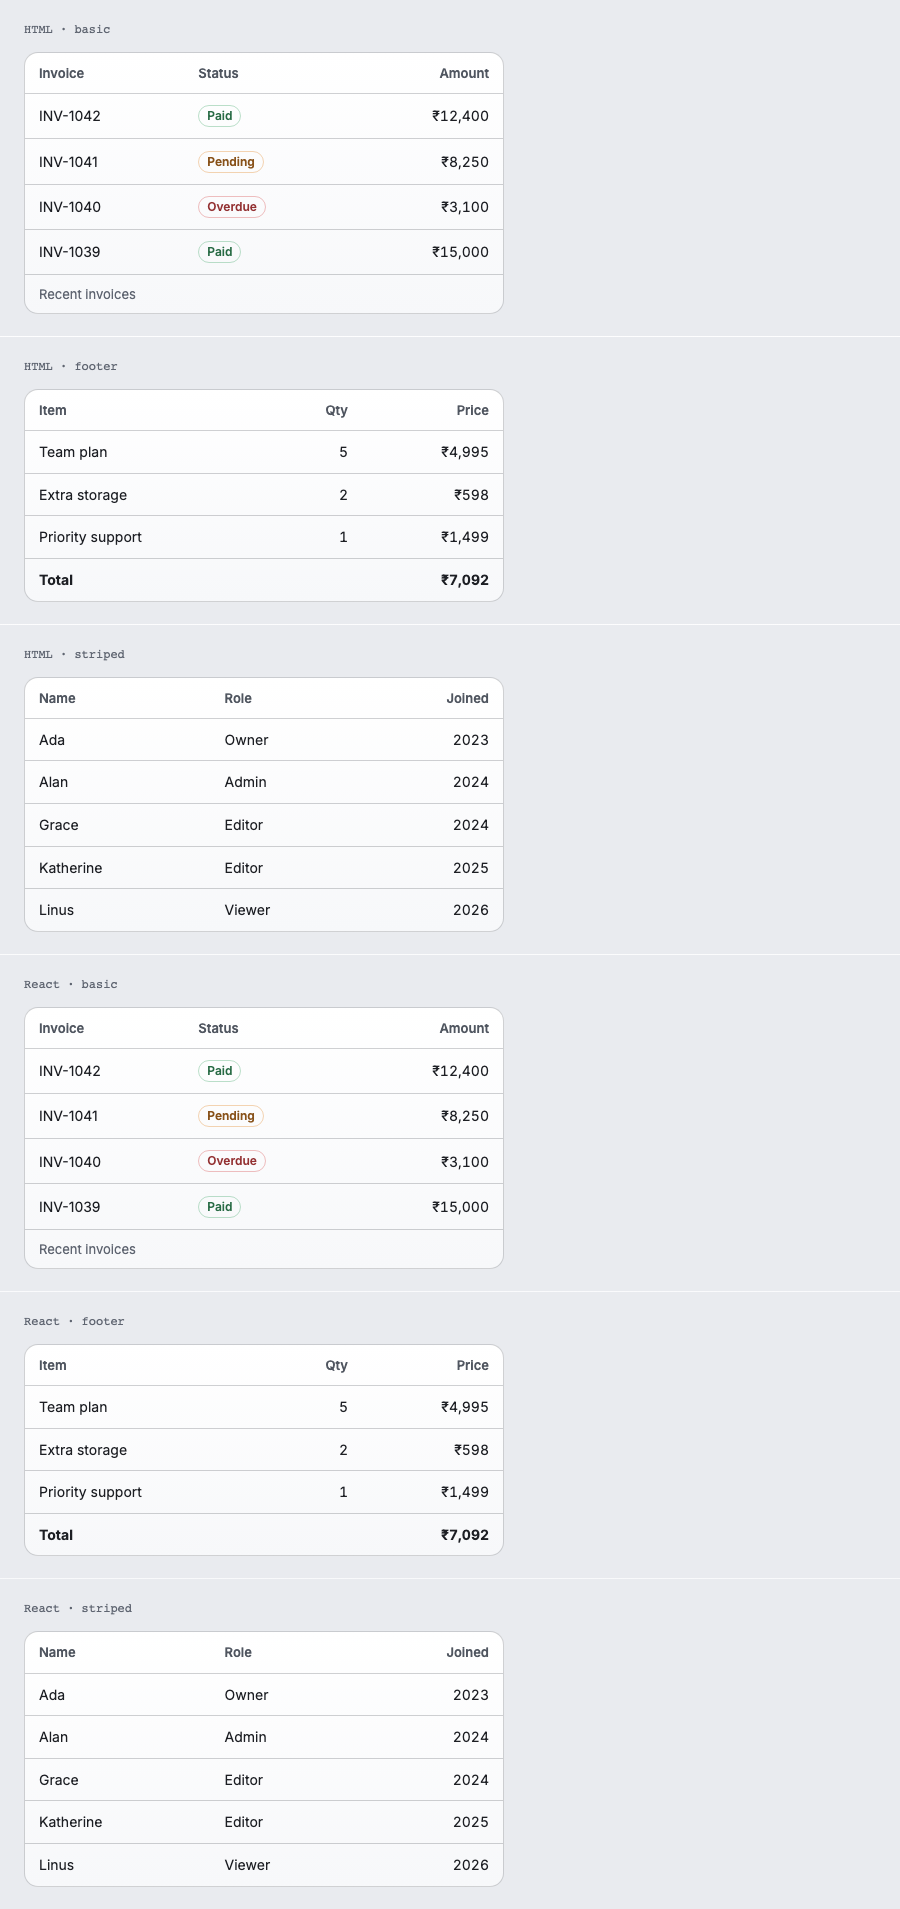 HTML · basic
Invoice Status Amount
INV-1042 Paid ₹12,400
INV-1041 Pending ₹8,250
INV-1040 Overdue ₹3,100
INV-1039 Paid ₹15,000
Recent invoices
HTML · footer
Item Qty Price
Team plan 5 ₹4,995
Extra storage 2 ₹598
Priority support 1 ₹1,499
Total ₹7,092
HTML · striped
Name Role Joined
Ada Owner 2023
Alan Admin 2024
Grace Editor 2024
Katherine Editor 2025
Linus Viewer 2026
React · basic
Invoice Status Amount
INV-1042 Paid ₹12,400
INV-1041 Pending ₹8,250
INV-1040 Overdue ₹3,100
INV-1039 Paid ₹15,000
Recent invoices
React · footer
Item Qty Price
Team plan 5 ₹4,995
Extra storage 2 ₹598
Priority support 1 ₹1,499
Total ₹7,092
React · striped
Name Role Joined
Ada Owner 2023
Alan Admin 2024
Grace Editor 2024
Katherine Editor 2025
Linus Viewer 2026